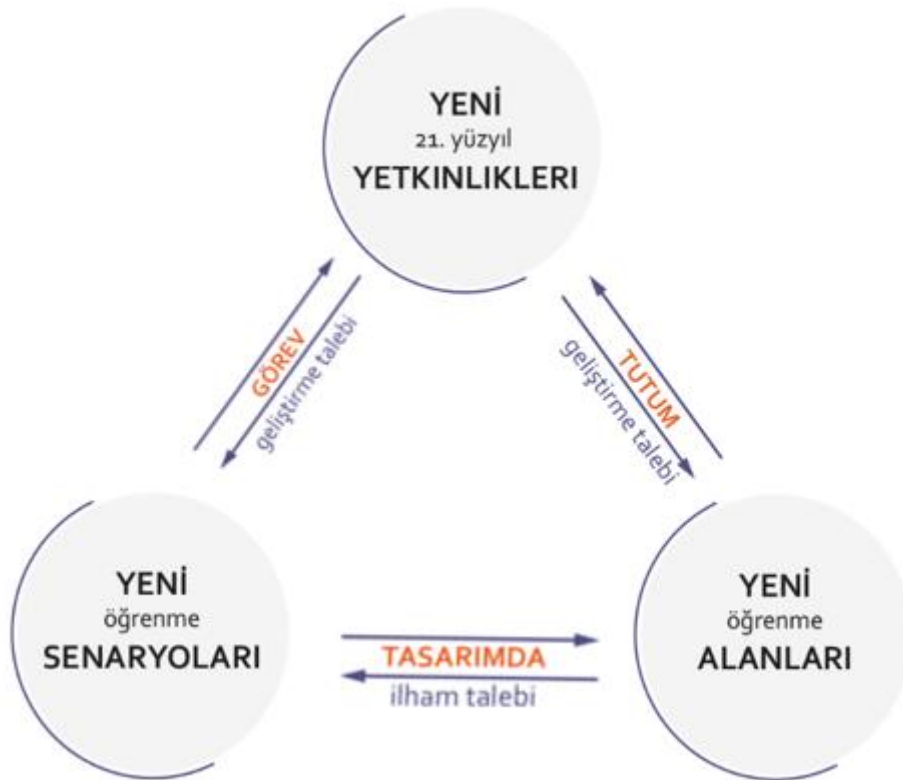 YENİ
21. yüzyıl
YETKINLIKLERI
GÖREV
geliştirme talebi
TUTUM
geliştirme talebi
YENİ
öğrenme
SENARYOLARI
TASARIMDA
ilham talebi
YENİ
öğrenme
ALANLARI